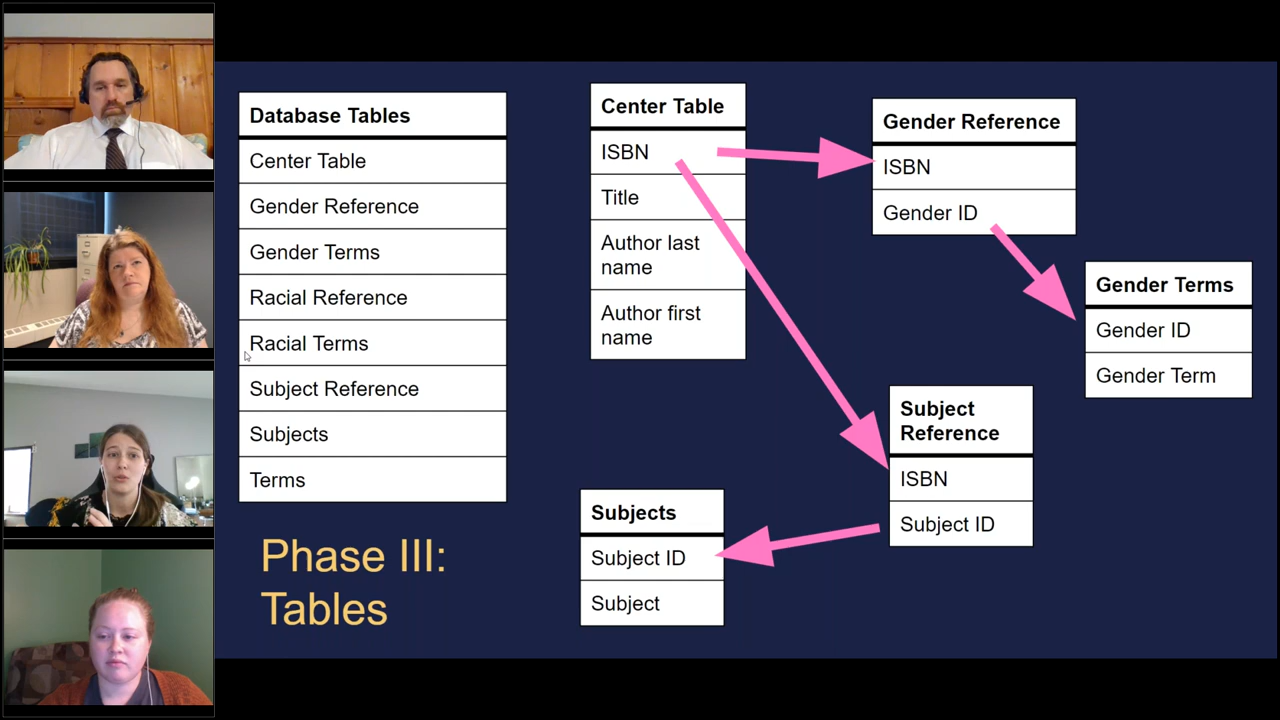 Database Tables
Center Table
Gender Reference
Gender Terms
Racial Reference
Racial Terms
Subject Reference
Subjects
Terms
Phase III:
Tables
Center Table
ISBN
Title
Author last
name
Author first
name
Gender Reference
ISBN
Gender ID
Gender Terms
Gender ID
Gender Term
Subject
Reference
ISBN
Subject ID
Subjects
Subject ID
Subject